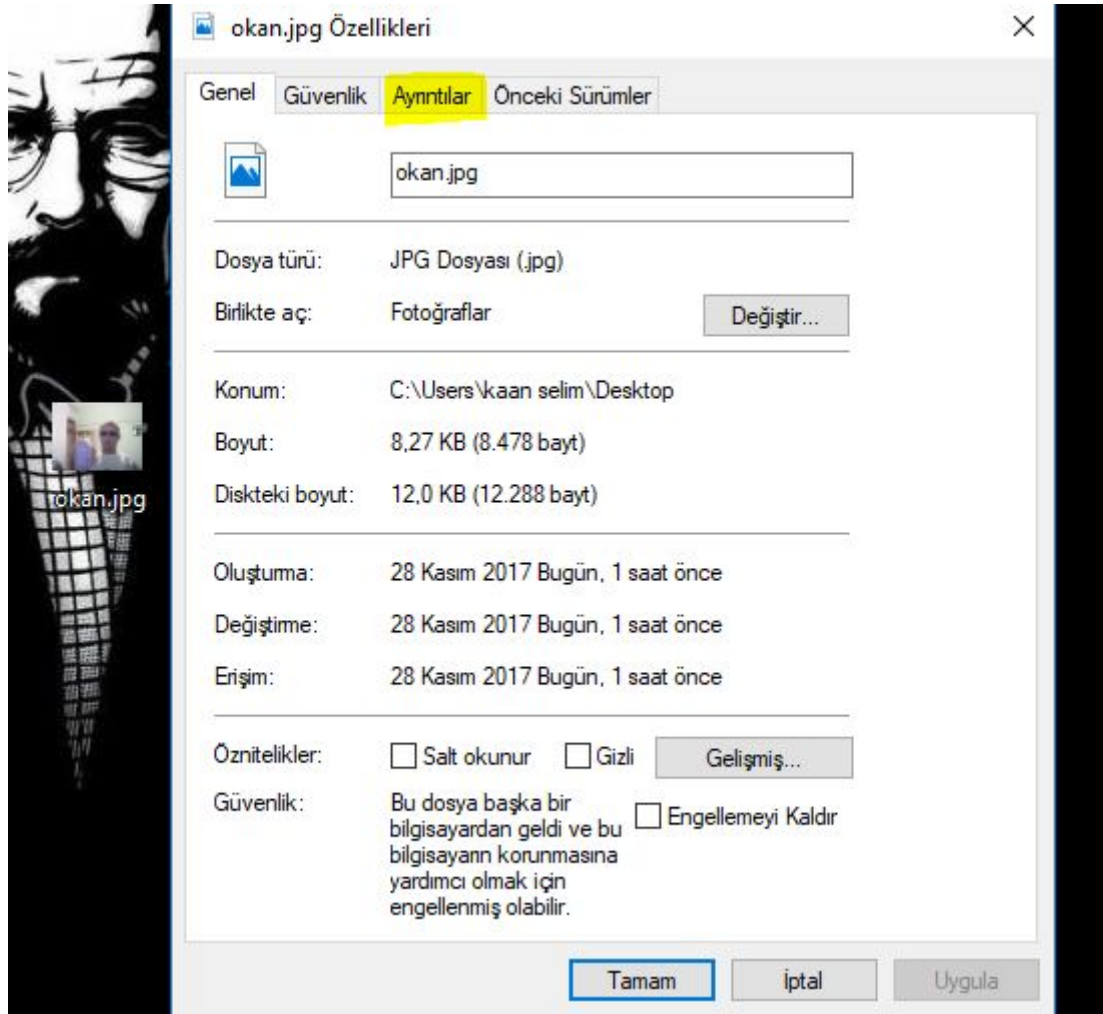 okan.jpg Özellikleri
Genel Güvenlik Ayrıntılar Önceki Sürümler
okan.jpg
Dosya türü: JPG Dosyası (.jpg)
Birlikte aç: Fotoğraflar Değiştir...
Konum: C:\Users\kaan selim\Desktop
Boyut: 8,27 KB (8.478 bayt)
Diskteki boyut: 12,0 KB (12.288 bayt)
okan.jpg
Oluşturma: 28 Kasım 2017 Bugün, 1 saat önce
Değiştirme: 28 Kasım 2017 Bugün, 1 saat önce
Erişim: 28 Kasım 2017 Bugün, 1 saat önce
Öznitelikler: Salt okunur Gizli Gelişmiş...
Güvenlik: Bu dosya başka bir
bilgisayardan geldi ve bu
bilgisayarın korunmasına
yardımcı olmak için
engellenmiş olabilir.
Engellemeyi Kaldır
Tamam İptal Uygula